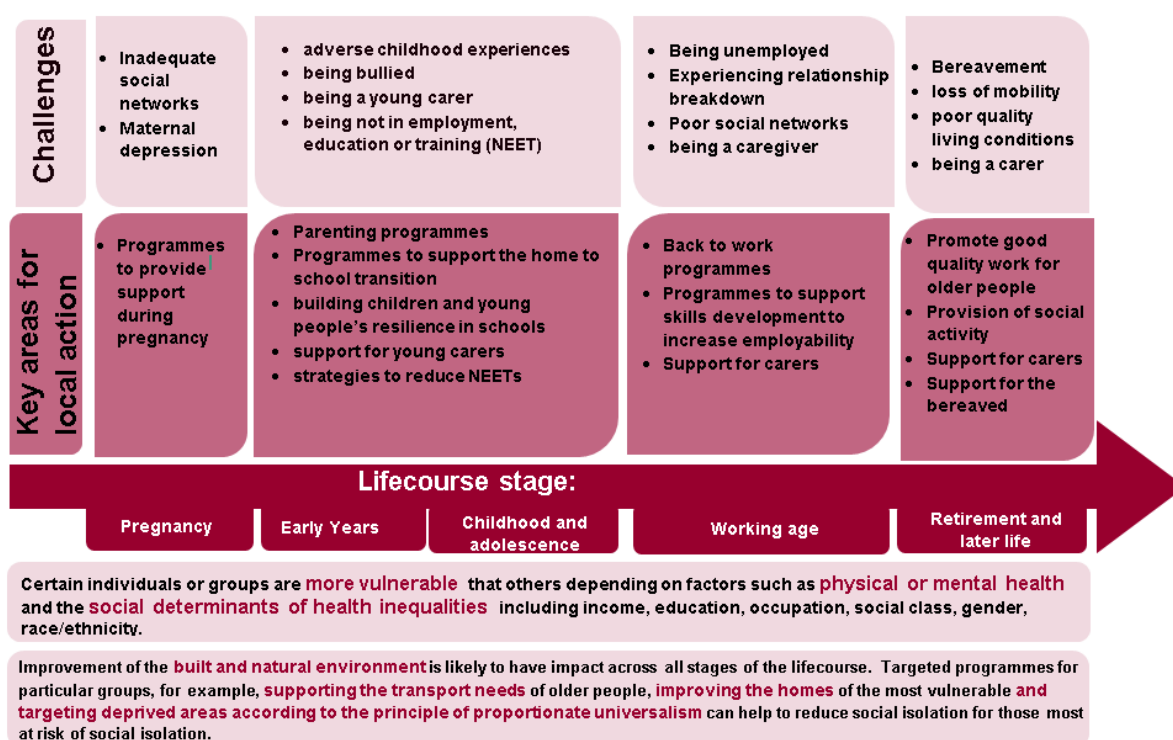 Challenges
• Inadequate
social
networks
• Maternal
depression
• adverse childhood experiences
• being bullied
• being a young carer
• being not in employment,
education or training (NEET)
• Being unemployed
• Experiencing relationship
breakdown
• Poor social networks
• being a caregiver
• Bereavement
• loss of mobility
• poor quality
living conditions
• being a carer
Key areas for
local action
• Programmes
to provide
support
during
pregnancy
• Parenting programmes
• Programmes to support the home to
school transition
• building children and young
people's resilience in schools
• support for young carers
• strategies to reduce NEETs
• Back to work
programmes
• Programmes to support
skills development to
increase employability
• Support for carers
• Promote good
quality work for
older people
• Provision of social
activity
• Support for carers
• Support for the
bereaved
Lifecourse stage:
Pregnancy
Early Years
Childhood and
adolescence
Working age
Retirement and
later life
Certain individuals or groups are more vulnerable that others depending on factors such as physical or mental health
and the social determinants of health inequalities including income, education, occupation, social class, gender,
race/ethnicity.
Improvement of the built and natural environment is likely to have impact across all stages of the lifecourse. Targeted programmes for
particular groups, for example, supporting the transport needs of older people, improving the homes of the most vulnerable and
targeting deprived areas according to the principle of proportionate universalism can help to reduce social isolation for those most
at risk of social isolation.